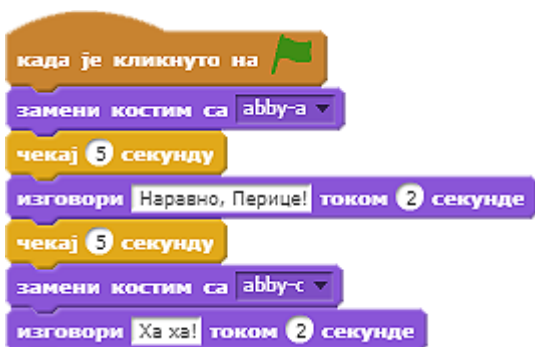 када је кликнуто на
замени костим са abby-a
чекај 5 секунду
изговори Наравно, Перице! током 2 секунде
чекај 5 секунду
замени костим са abby-c
изговори Ха ха! током 2 секунде